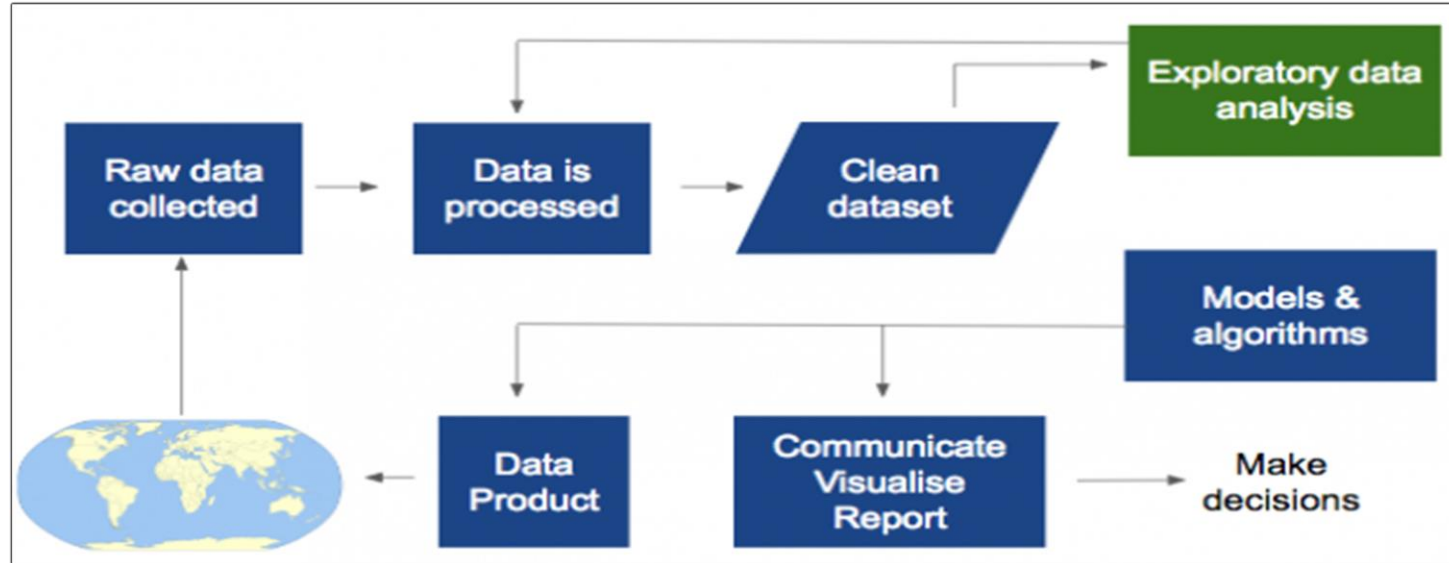 Exploratory data
analysis
Raw data
collected
Data is
processed
Clean
dataset
Models &
algorithms
Data
Product
Communicate
Visualise
Report
Make
decisions